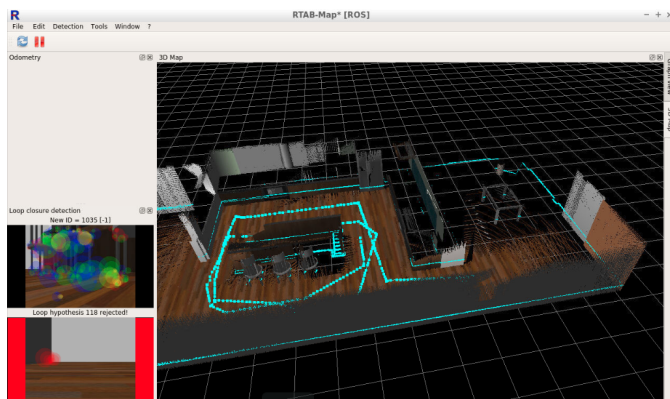 RTAB-Map* [ROS]
File Edit Detection Tools Window ?
Odometry
3D Map
Loop closure detection
New ID = 1035 [-1]
Loop hypothesis 118 rejected!